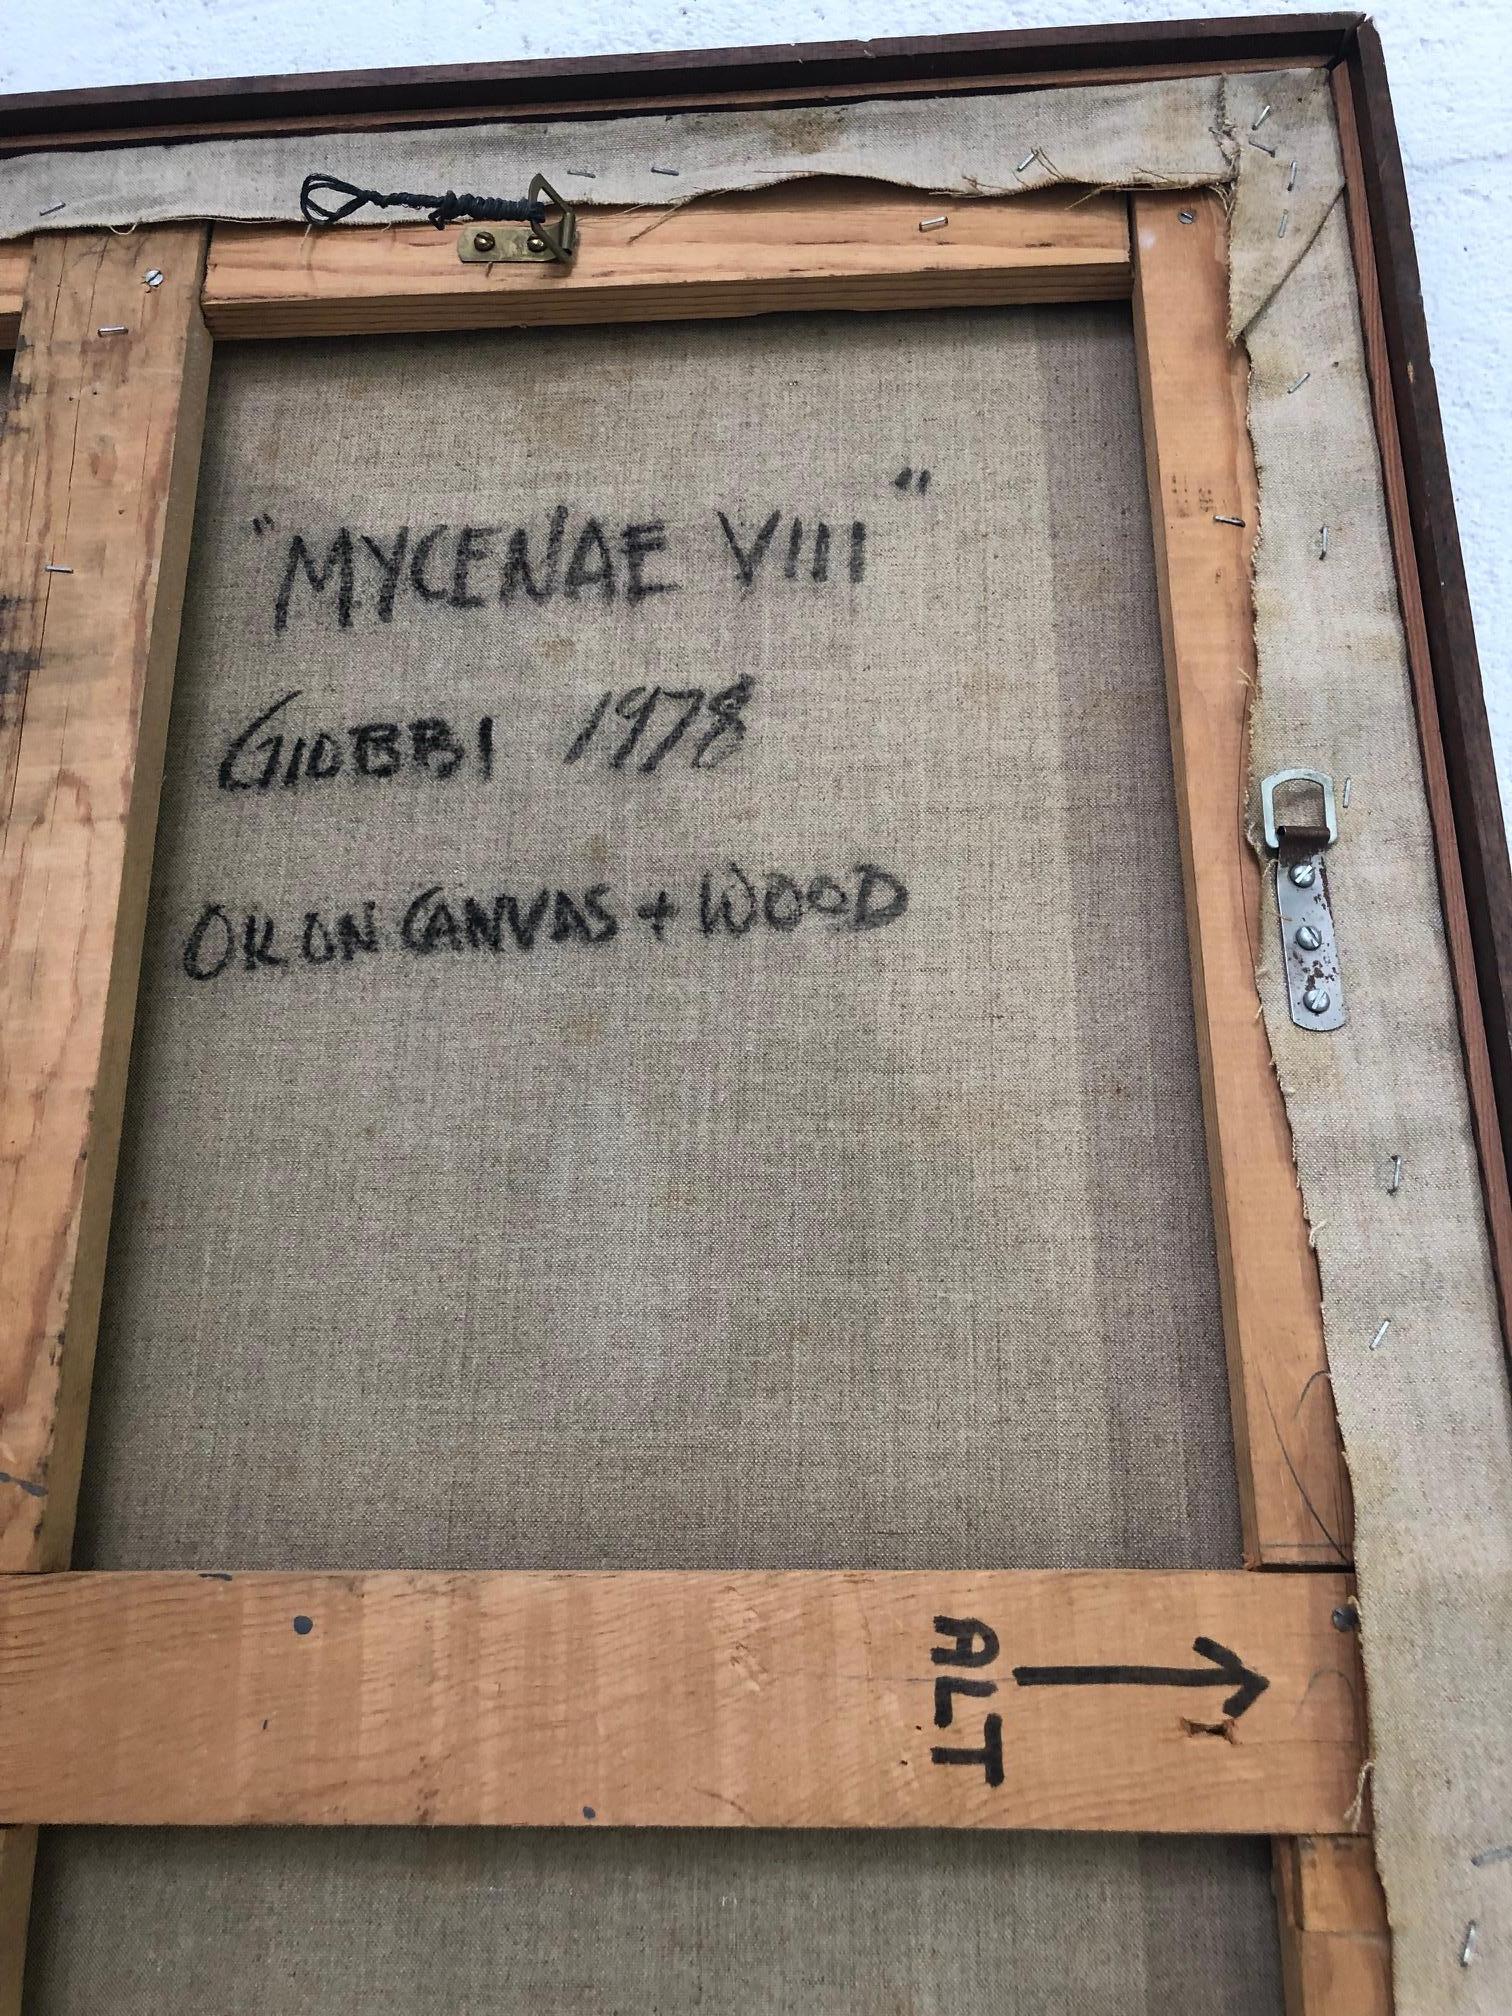 "MYCENAE VIII"
GIOBBI 1978
OIL ON CANVAS + WOOD
ALT